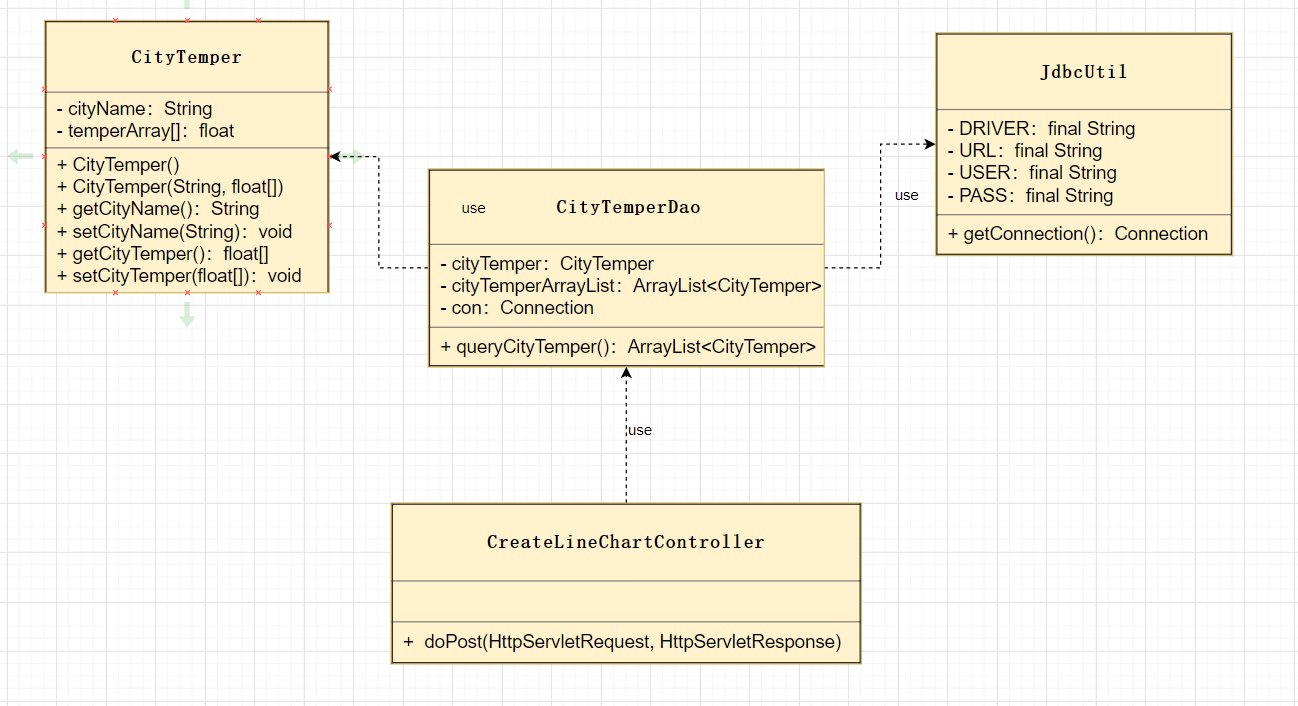 CityTemper
- cityName：String
- temperArray[]：float
+ CityTemper()
+ CityTemper(String, float[])
+ getCityName()：String
+ setCityName(String)：void
+ getCityTemper()：float[]
+ setCityTemper(float[])：void
use
CityTemperDao
- cityTemper：CityTemper
- cityTemperArrayList：ArrayList<CityTemper>
- con：Connection
+ queryCityTemper()：ArrayList<CityTemper>
use
JdbcUtil
- DRIVER：final String
- URL：final String
- USER：final String
- PASS：final String
+ getConnection()：Connection
use
CreateLineChartController
+ doPost(HttpServletRequest, HttpServletResponse)